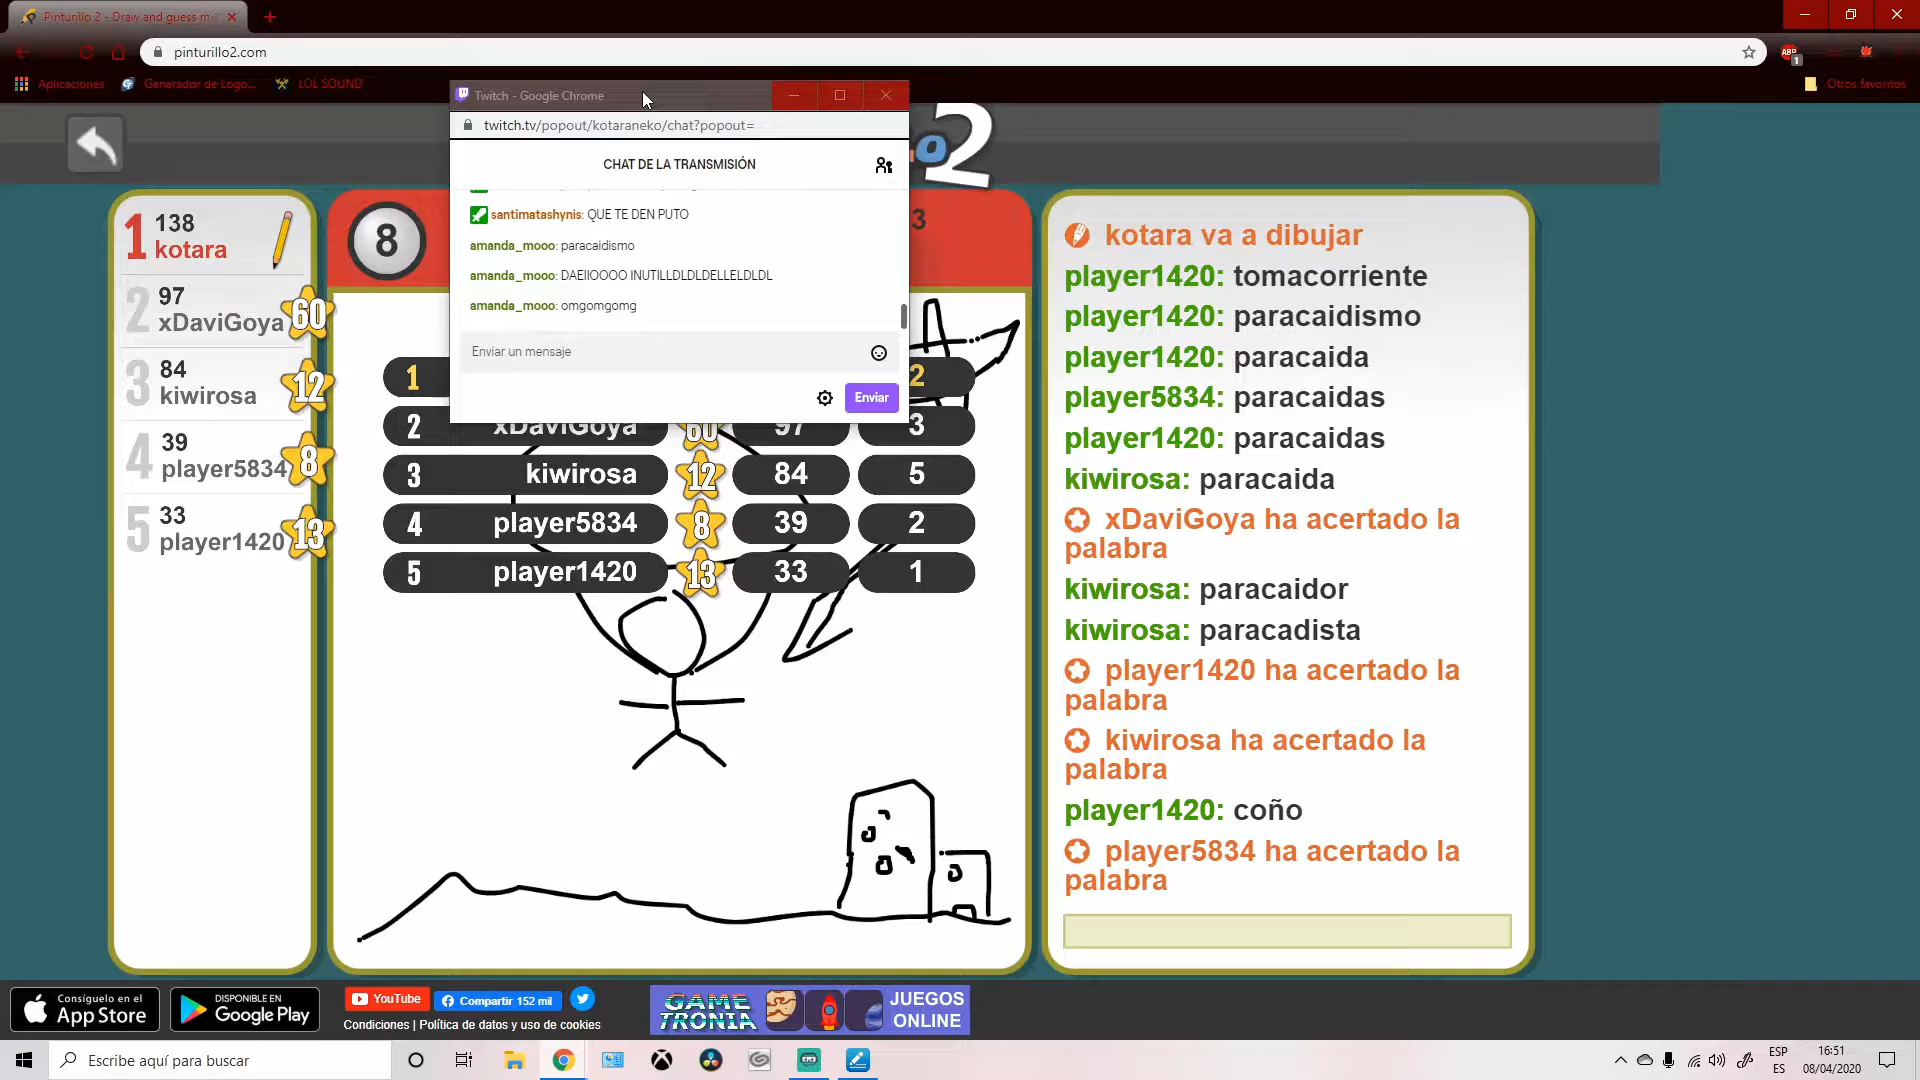 Pinturillo 2 - Draw and guess m
pinturillo2.com
ABP
1
Aplicaciones
Generador de Logo...
LOL SOUND
Otros favoritos
Twitch - Google Chrome
twitch.tv/popout/kotaraneko/chat?popout=
CHAT DE LA TRANSMISIÓN
santimatashynis: QUE TE DEN PUTO
amanda_mooo: paracaidismo
amanda_mooo: DAEIIOOOO INUTILLDLDLDELLELDLDL
amanda_mooo: omgomgomg
Enviar un mensaje
Enviar
o2
1 138 kotara
2 97 xDaviGoya 60
3 84 kiwirosa 12
4 39 player5834 8
5 33 player1420 13
8
3
1 2
2 xDaviGoya 60 97 3
3 kiwirosa 12 84 5
4 player5834 8 39 2
5 player1420 13 33 1
kotara va a dibujar
player1420: tomacorriente
player1420: paracaidismo
player1420: paracaida
player5834: paracaidas
player1420: paracaidas
kiwirosa: paracaida
xDaviGoya ha acertado la
palabra
kiwirosa: paracaidor
kiwirosa: paracadista
player1420 ha acertado la
palabra
kiwirosa ha acertado la
palabra
player1420: coño
player5834 ha acertado la
palabra
Consíguelo en el
App Store
DISPONIBLE EN
Google Play
YouTube
Compartir 152 mil
Condiciones | Política de datos y uso de cookies
GAME
TRONIA
JUEGOS
ONLINE
Escribe aquí para buscar
ESP
ES
16:51
08/04/2020